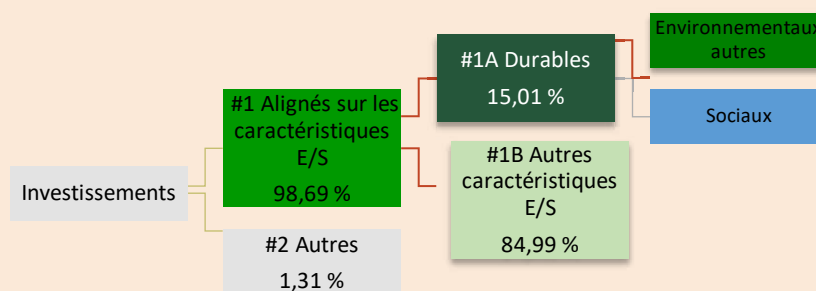 Investissements
#1 Alignés sur les
caractéristiques
E/S
98,69 %
#2 Autres
1,31 %
#1A Durables
15,01 %
#1B Autres
caractéristiques
E/S
84,99 %
Environnementaux
autres
Sociaux